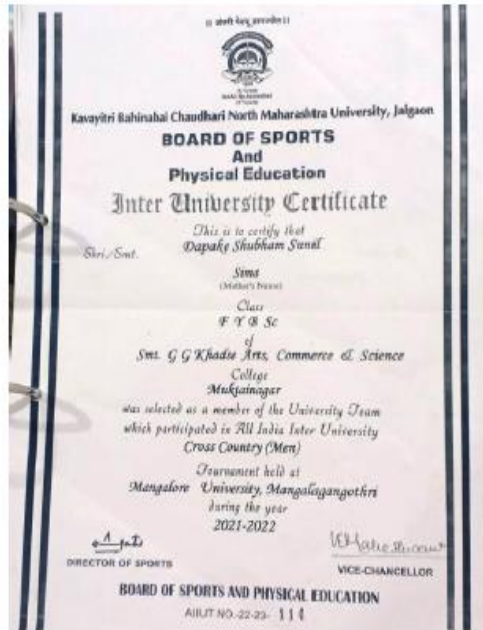 Kavayitri Bahinabai Chaudhari North Maharashtra University, Jalgaon
BOARD OF SPORTS
And
Physical Education
Inter University Certificate
This is to certify that
Shri./Smt. Dapake Shubham Sunil
Sima
(Mother's Name)
Class
F Y B Sc
of
Smt. G G Khadse Arts, Commerce & Science
College
Muktainagar
was selected as a member of the University Team
which participated in All India Inter University
Cross Country (Men)
Tournament held at
Mangalore University, Mangalagangothri
during the year
2021-2022
DIRECTOR OF SPORTS
VICE-CHANCELLOR
BOARD OF SPORTS AND PHYSICAL EDUCATION
AIIUT NO.-22-23- 114